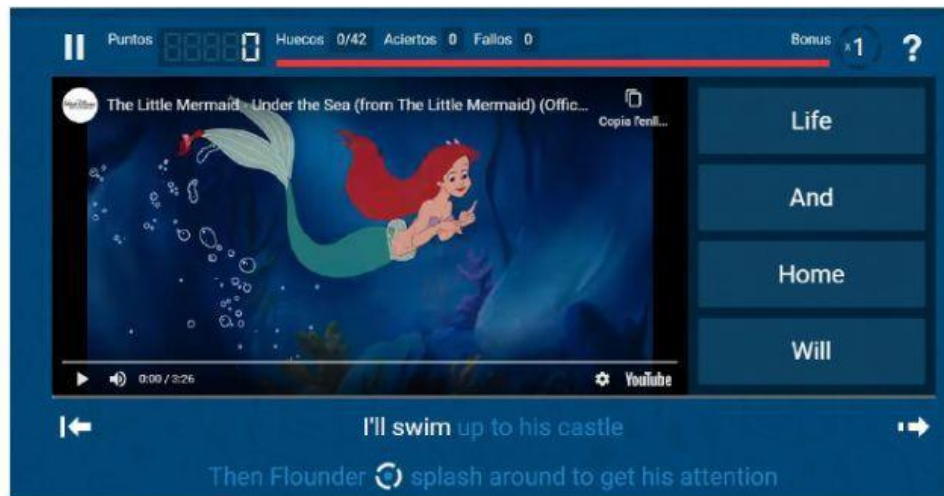 Puntos 0 Huecos 0/42 Aciertos 0 Fallos 0 Bonus x1 ?
The Little Mermaid - Under the Sea (from The Little Mermaid) (Offic...
Copia l'enll...
Life
And
Home
Will
0:00 / 3:26 YouTube
I'll swim up to his castle
Then Flounder splash around to get his attention